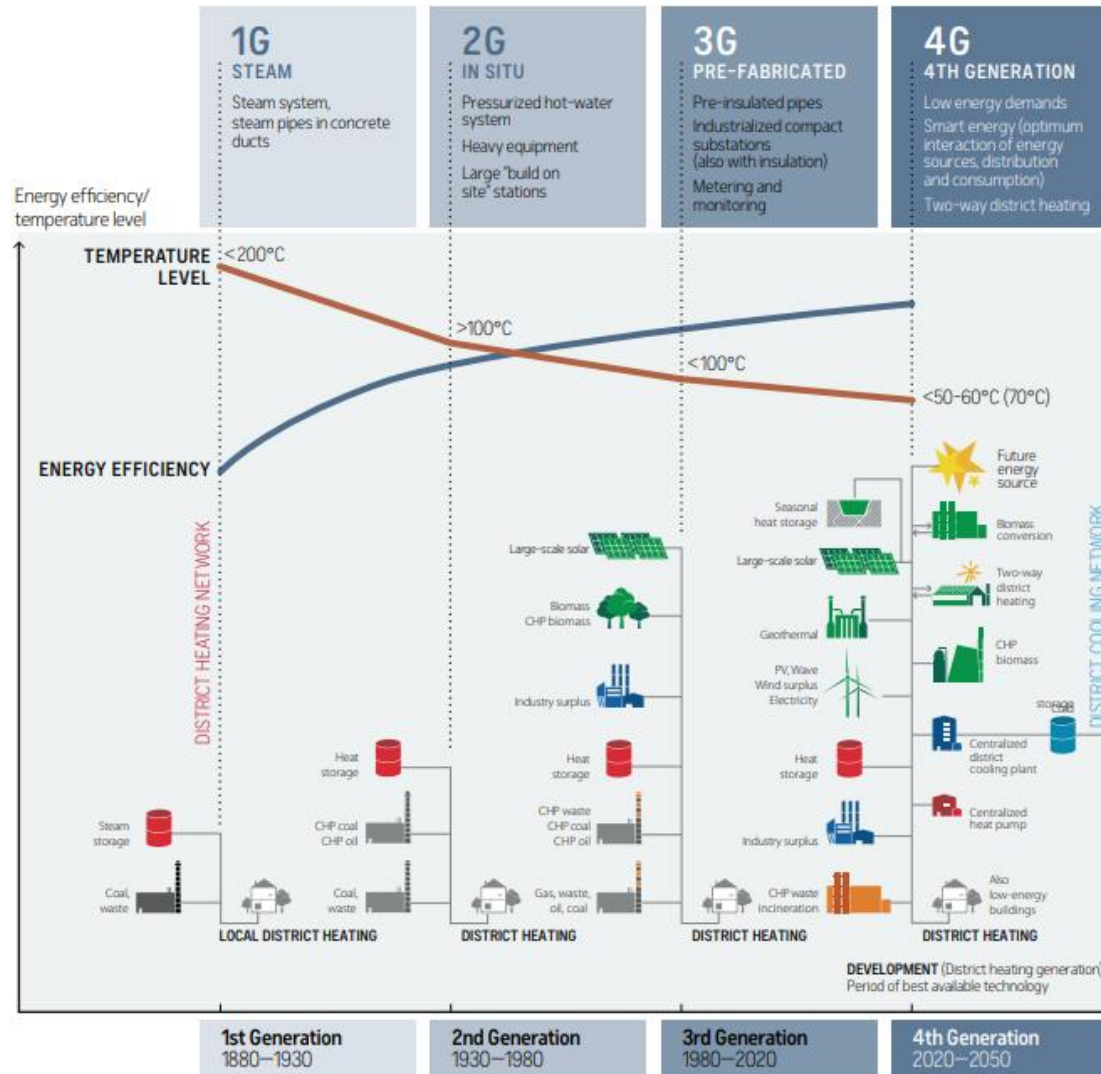 1G
STEAM
Steam system,
steam pipes in concrete
ducts
2G
IN SITU
Pressurized hot-water
system
Heavy equipment
Large "build on
site" stations
3G
PRE-FABRICATED
Pre-insulated pipes
Industrialized compact
substations
(also with insulation)
Metering and
monitoring
4G
4TH GENERATION
Low energy demands
Smart energy (optimum
interaction of energy
sources, distribution
and consumption)
Two-way district heating
Energy efficiency/
temperature level
TEMPERATURE
LEVEL
<200°C
>100°C
<100°C
<50-60°C (70°C)
ENERGY EFFICIENCY
DISTRICT HEATING NETWORK
Steam
storage
Coal,
waste
LOCAL DISTRICT HEATING
Heat
storage
CHP coal
CHP oil
Coal,
waste
DISTRICT HEATING
Large-scale solar
Biomass
CHP biomass
Industry surplus
Heat
storage
CHP waste
CHP coal
CHP oil
Gas, waste,
oil, coal
DISTRICT HEATING
Seasonal
heat storage
Large-scale solar
Geothermal
PV, Wave
Wind surplus
Electricity
Heat
storage
Industry surplus
CHP waste
incineration
Future
energy
source
Biomass
conversion
Two-way
district
heating
CHP
biomass
storage
Cold
Centralized
district
cooling plant
Centralized
heat pump
Also
low-energy
buildings
DISTRICT HEATING
DISTRICT COOLING NETWORK
DEVELOPMENT (District heating generation)
Period of best available technology
1st Generation
1880–1930
2nd Generation
1930–1980
3rd Generation
1980–2020
4th Generation
2020–2050